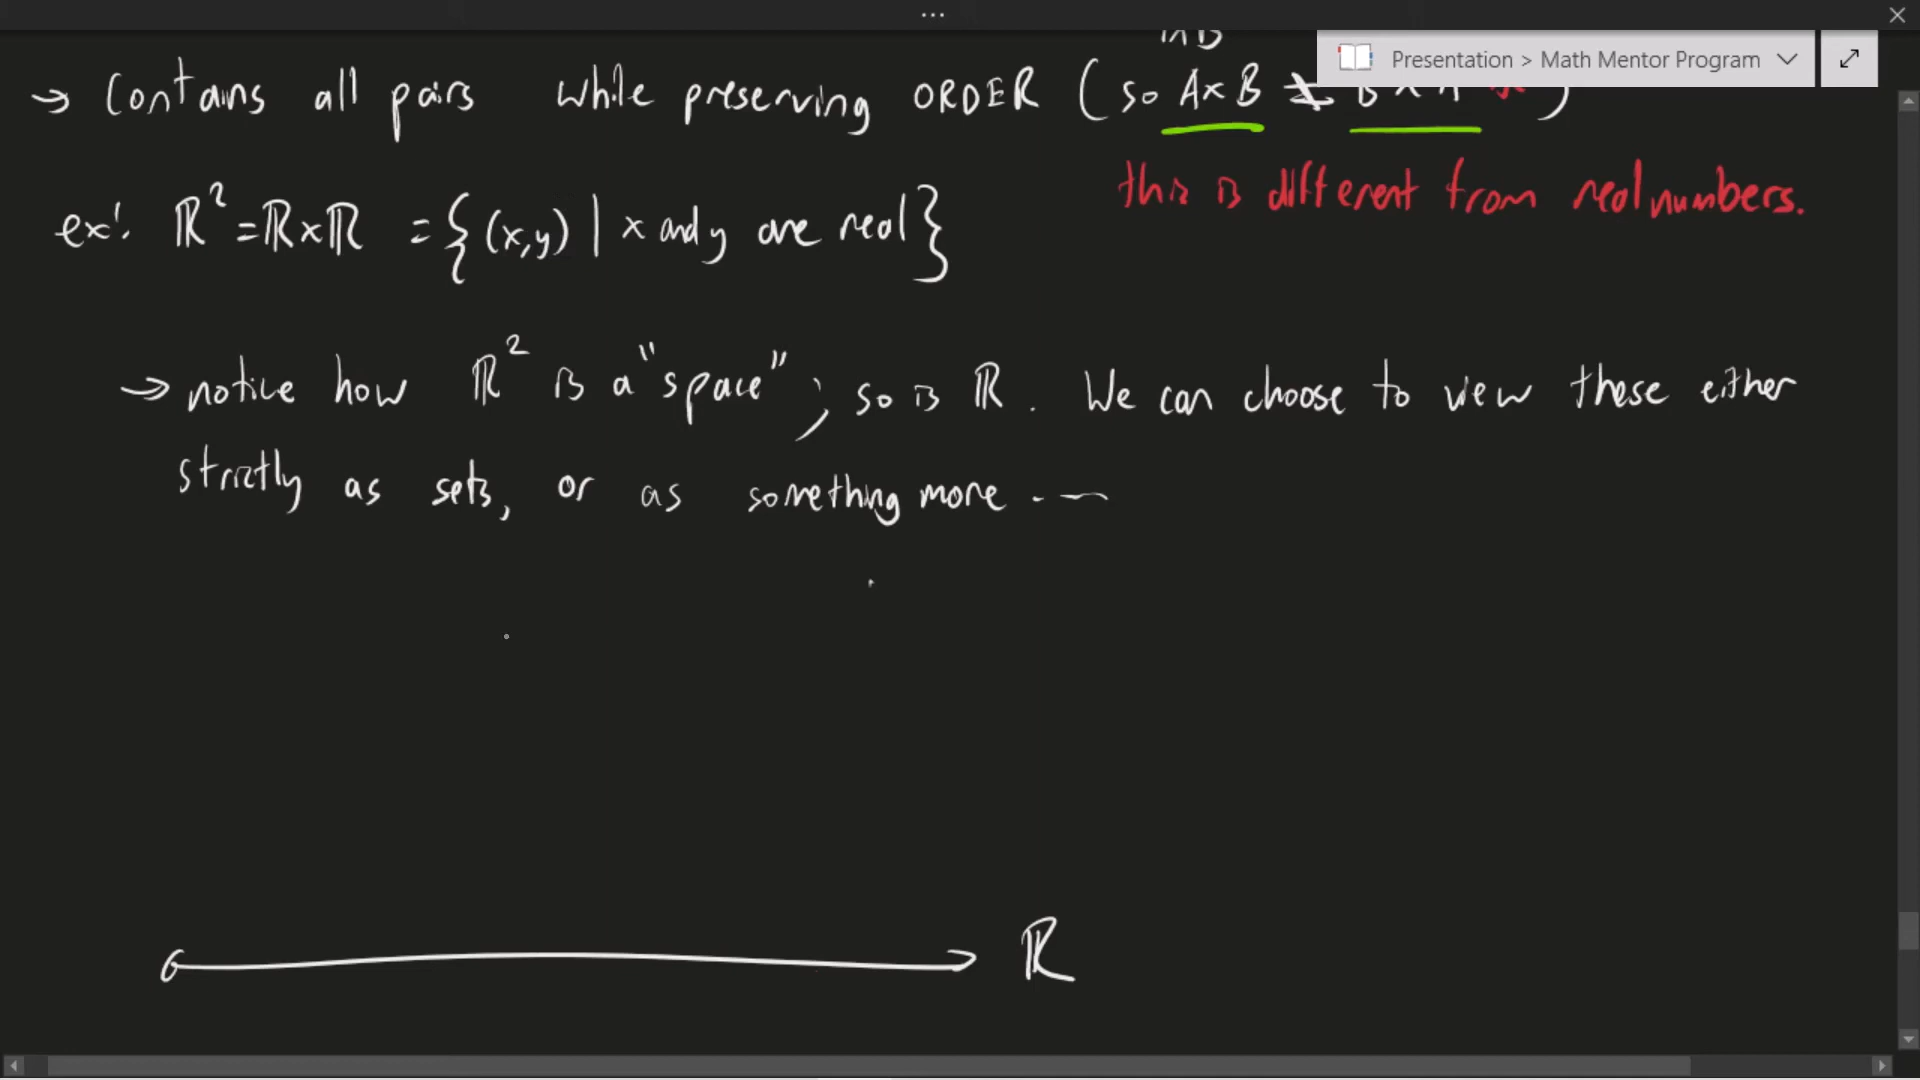 Presentation > Math Mentor Program
→ Contains all pairs while preserving ORDER (so A×B ≠ B×A)
this is different from real numbers.
ex: ℝ² = ℝ×ℝ = {(x,y) | x and y are real}
→ notice how ℝ² is a "space", so is ℝ. We can choose to view these either
strictly as sets, or as something more ...
ℝ